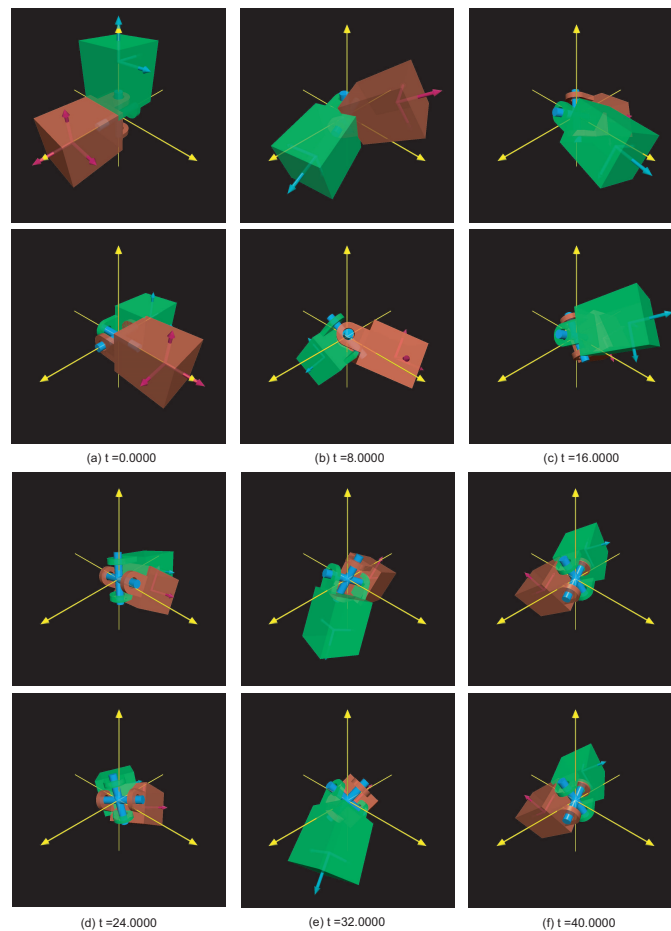 (a) t =0.0000
(b) t =8.0000
(c) t =16.0000
(d) t=24.0000
(e) t =32.0000
(f) t=40.0000